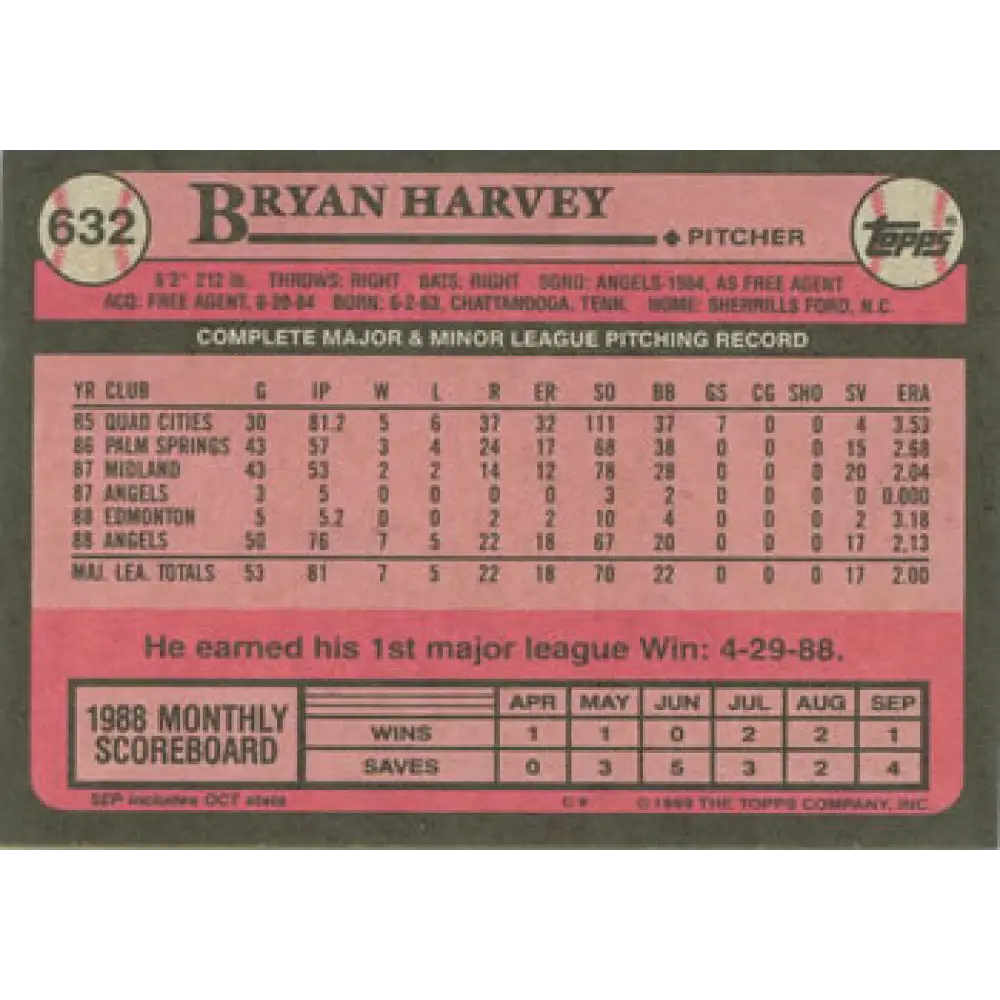 632
BRYAN HARVEY
PITCHER
Topps®
6'2" 212 lb. THROWS: RIGHT BATS: RIGHT SGND: ANGELS-1984, AS FREE AGENT
ACQ: FREE AGENT, 8-20-84 BORN: 6-2-63, CHATTANOOGA, TENN. HOME: SHERRILLS FORD, N.C.
COMPLETE MAJOR & MINOR LEAGUE PITCHING RECORD
YR CLUB G IP W L R ER SO BB GS CG SHO SV ERA
85 QUAD CITIES 30 81.2 5 6 37 32 111 37 7 0 0 4 3.53
86 PALM SPRINGS 43 57 3 4 24 17 68 38 0 0 0 15 2.68
87 MIDLAND 43 53 2 2 14 12 78 28 0 0 0 20 2.04
87 ANGELS 3 5 0 0 0 0 3 2 0 0 0 0 0.000
88 EDMONTON 5 5.2 0 0 2 2 10 4 0 0 0 2 3.18
88 ANGELS 50 76 7 5 22 18 67 20 0 0 0 17 2.13
MAJ. LEA. TOTALS 53 81 7 5 22 18 70 22 0 0 0 17 2.00
He earned his 1st major league Win: 4-29-88.
1988 MONTHLY SCOREBOARD
APR MAY JUN JUL AUG SEP
WINS 1 1 0 2 2 1
SAVES 0 3 5 3 2 4
SEP includes OCT stats
© 1989 THE TOPPS COMPANY, INC.